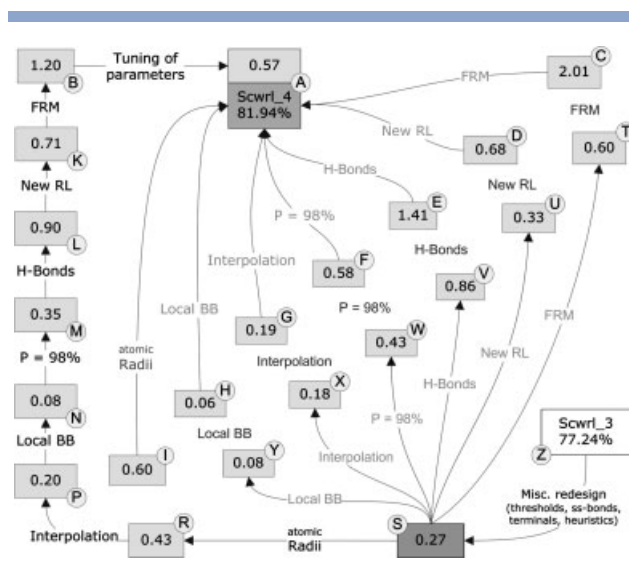 1.20
B
Tuning of
parameters
0.57
A
Scwrl_4
81.94%
C
2.01
FRM
FRM
FRM
T
0.60
0.71
K
New RL
D
0.68
H-Bonds
New RL
U
0.33
New RL
0.90
L
P = 98%
E
1.41
H-Bonds
Interpolation
F
0.58
V
0.86
H-Bonds
0.35
M
Local BB
G
0.19
P = 98%
W
0.43
FRM
P = 98%
atomic
Radii
Interpolation
New RL
0.08
N
H
0.06
X
0.18
H-Bonds
P = 98%
Scwrl_3
77.24%
Z
Local BB
Local BB
Y
0.08
Interpolation
0.20
P
I
0.60
Local BB
Misc. redesign
(thresholds, ss-bonds,
terminals, heuristics)
Interpolation
R
0.43
atomic
Radii
S
0.27